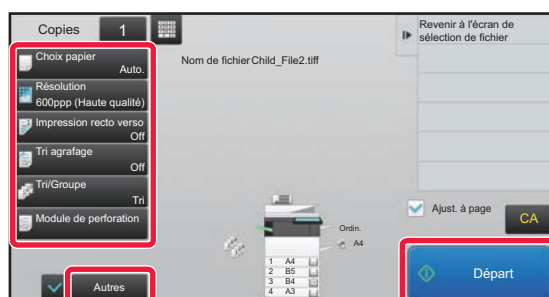 Copies 1
Choix papier
Auto.
Résolution
600ppp (Haute qualité)
Impression recto verso
Off
Tri agrafage
Off
Tri/Groupe
Tri
Module de perforation
Autres
Nom de fichier Child_File2.tiff
Ordin.
A4
1 A4
2 B5
3 B4
4 A3
Revenir à l'écran de
sélection de fichier
Ajust. à page
CA
Départ